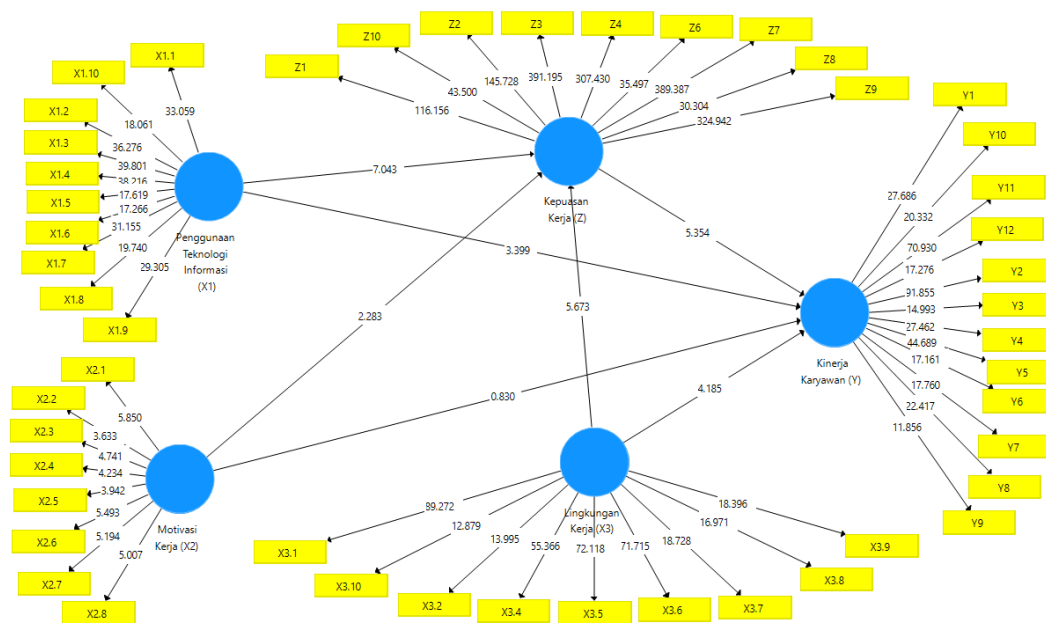 X1.1
X1.10
X1.2
X1.3
X1.4
X1.5
X1.6
X1.7
X1.8
X1.9
33.059
18.061
36.276
39.801
38.216
17.619
17.266
31.155
19.740
29.305
Penggunaan
Teknologi
Informasi
(X1)
Z1
Z10
Z2
Z3
Z4
Z6
Z7
Z8
Z9
116.156
43.500
145.728
391.195
307.430
35.497
389.387
30.304
324.942
Kepuasan
Kerja (Z)
7.043
3.399
2.283
0.830
5.673
5.354
4.185
Y1
Y10
Y11
Y12
Y2
Y3
Y4
Y5
Y6
Y7
Y8
Y9
27.686
20.332
70.930
17.276
91.855
14.993
27.462
44.689
17.161
17.760
22.417
11.856
Kinerja
Karyawan (Y)
X2.1
X2.2
X2.3
X2.4
X2.5
X2.6
X2.7
X2.8
5.850
3.633
4.741
4.234
3.942
5.493
5.194
5.007
Motivasi
Kerja (X2)
Lingkungan
Kerja (X3)
89.272
12.879
13.995
55.366
72.118
71.715
18.728
16.971
18.396
X3.1
X3.10
X3.2
X3.4
X3.5
X3.6
X3.7
X3.8
X3.9